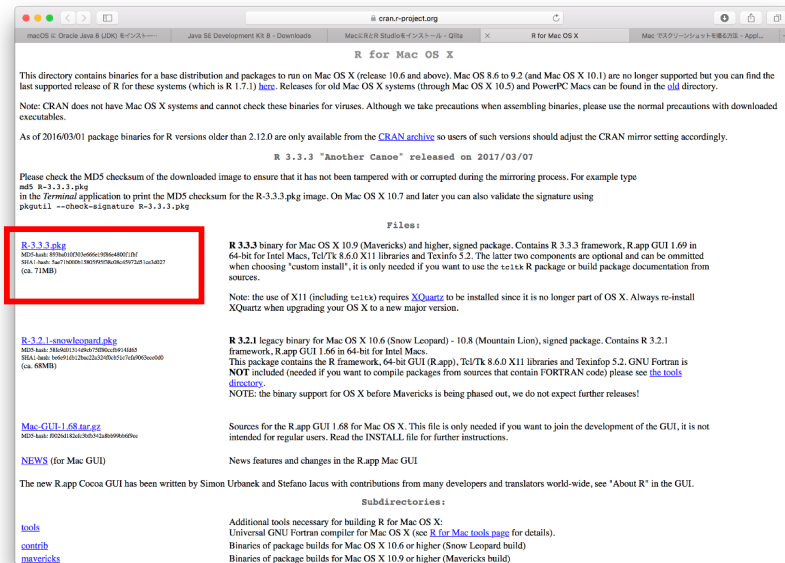 cran.r-project.org
macOS に Oracle Java 8 (JDK) をインストー…
Java SE Development Kit 8 - Downloads
MacにRとR Studioをインストール - Qiita
R for Mac OS X
Mac でスクリーンショットを撮る方法 - Appl...
R for Mac OS X
This directory contains binaries for a base distribution and packages to run on Mac OS X (release 10.6 and above). Mac OS 8.6 to 9.2 (and Mac OS X 10.1) are no longer supported but you can find the
last supported release of R for these systems (which is R 1.7.1) here. Releases for old Mac OS X systems (through Mac OS X 10.5) and PowerPC Macs can be found in the old directory.
Note: CRAN does not have Mac OS X systems and cannot check these binaries for viruses. Although we take precautions when assembling binaries, please use the normal precautions with downloaded
executables.
As of 2016/03/01 package binaries for R versions older than 2.12.0 are only available from the CRAN archive so users of such versions should adjust the CRAN mirror setting accordingly.
R 3.3.3 "Another Canoe" released on 2017/03/07
Please check the MD5 checksum of the downloaded image to ensure that it has not been tampered with or corrupted during the mirroring process. For example type
md5 R-3.3.3.pkg
in the Terminal application to print the MD5 checksum for the R-3.3.3.pkg image. On Mac OS X 10.7 and later you can also validate the signature using
pkgutil --check-signature R-3.3.3.pkg
Files:
R-3.3.3.pkg
MD5-hash:
SHA1-hash:
(ca. 71MB)
R 3.3.3 binary for Mac OS X 10.9 (Mavericks) and higher, signed package. Contains R 3.3.3 framework, R.app GUI 1.69 in
64-bit for Intel Macs, Tcl/Tk 8.6.0 X11 libraries and Texinfo 5.2. The latter two components are optional and can be ommitted
when choosing "custom install", it is only needed if you want to use the tcltk R package or build package documentation from
sources.
Note: the use of X11 (including tcltk) requires XQuartz to be installed since it is no longer part of OS X. Always re-install
XQuartz when upgrading your OS X to a new major version.
R-3.2.1-snowleopard.pkg
MD5-hash:
SHA1-hash:
(ca. 68MB)
R 3.2.1 legacy binary for Mac OS X 10.6 (Snow Leopard) - 10.8 (Mountain Lion), signed package. Contains R 3.2.1
framework, R.app GUI 1.66 in 64-bit for Intel Macs.
This package contains the R framework, 64-bit GUI (R.app), Tcl/Tk 8.6.0 X11 libraries and Texinfop 5.2. GNU Fortran is
NOT included (needed if you want to compile packages from sources that contain FORTRAN code) please see the tools
directory.
NOTE: the binary support for OS X before Mavericks is being phased out, we do not expect further releases!
Mac-GUI-1.68.tar.gz
MD5-hash:
Sources for the R.app GUI 1.68 for Mac OS X. This file is only needed if you want to join the development of the GUI, it is not
intended for regular users. Read the INSTALL file for further instructions.
NEWS (for Mac GUI)
News features and changes in the R.app Mac GUI
The new R.app Cocoa GUI has been written by Simon Urbanek and Stefano Iacus with contributions from many developers and translators world-wide, see "About R" in the GUI.
Subdirectories:
tools
Additional tools necessary for building R for Mac OS X:
Universal GNU Fortran compiler for Mac OS X (see R for Mac tools page for details).
contrib
Binaries of package builds for Mac OS X 10.6 or higher (Snow Leopard build)
mavericks
Binaries of package builds for Mac OS X 10.9 or higher (Mavericks build)